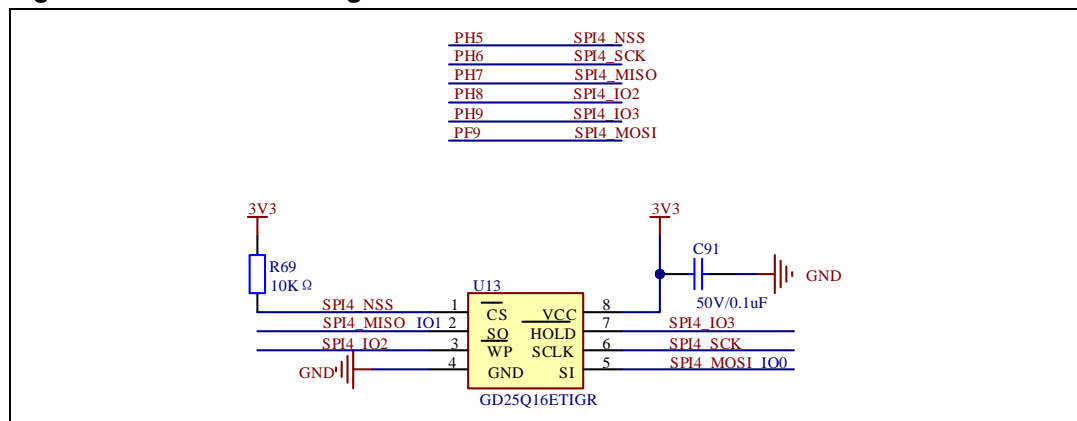 PH5 SPI4_NSS
PH6 SPI4_SCK
PH7 SPI4_MISO
PH8 SPI4_IO2
PH9 SPI4_IO3
PF9 SPI4_MOSI
3V3
3V3
C91
GND
50V/0.1uF
R69
10KΩ
U13
SPI4_NSS 1 CS VCC 8
SPI4_MISO IO1 2 SO HOLD 7 SPI4_IO3
SPI4_IO2 3 WP SCLK 6 SPI4_SCK
GND 4 GND SI 5 SPI4_MOSI IO0
GD25Q16ETIGR